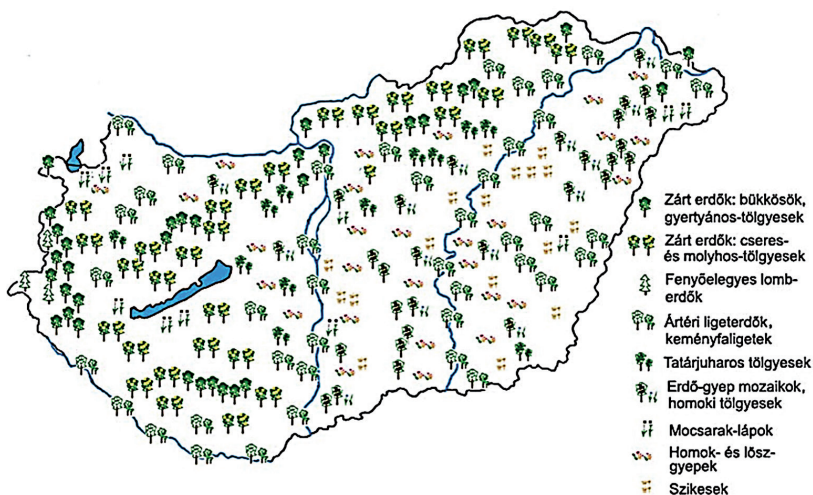 Zárt erdők: bükkösök,
gyertyános-tölgyesek
Zárt erdők: cseres-
és molyhos-tölgyesek
Fenyőelegyes lomb-
erdők
Ártéri ligeterdők,
keményfaligetek
Tatárjuharos tölgyesek
Erdő-gyep mozaikok,
homoki tölgyesek
Mocsarak-lápok
Homok- és lösz-
gyepek
Szikesek